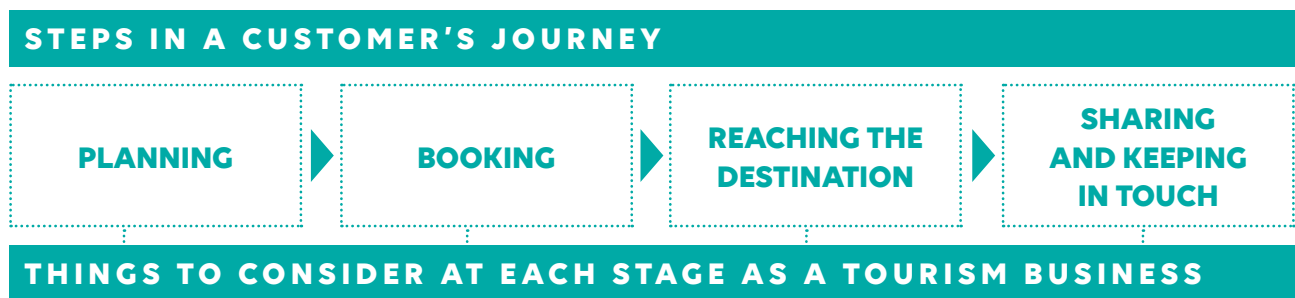 STEPS IN A CUSTOMER'S JOURNEY
PLANNING
BOOKING
REACHING THE
DESTINATION
SHARING
AND KEEPING
IN TOUCH
THINGS TO CONSIDER AT EACH STAGE AS A TOURISM BUSINESS